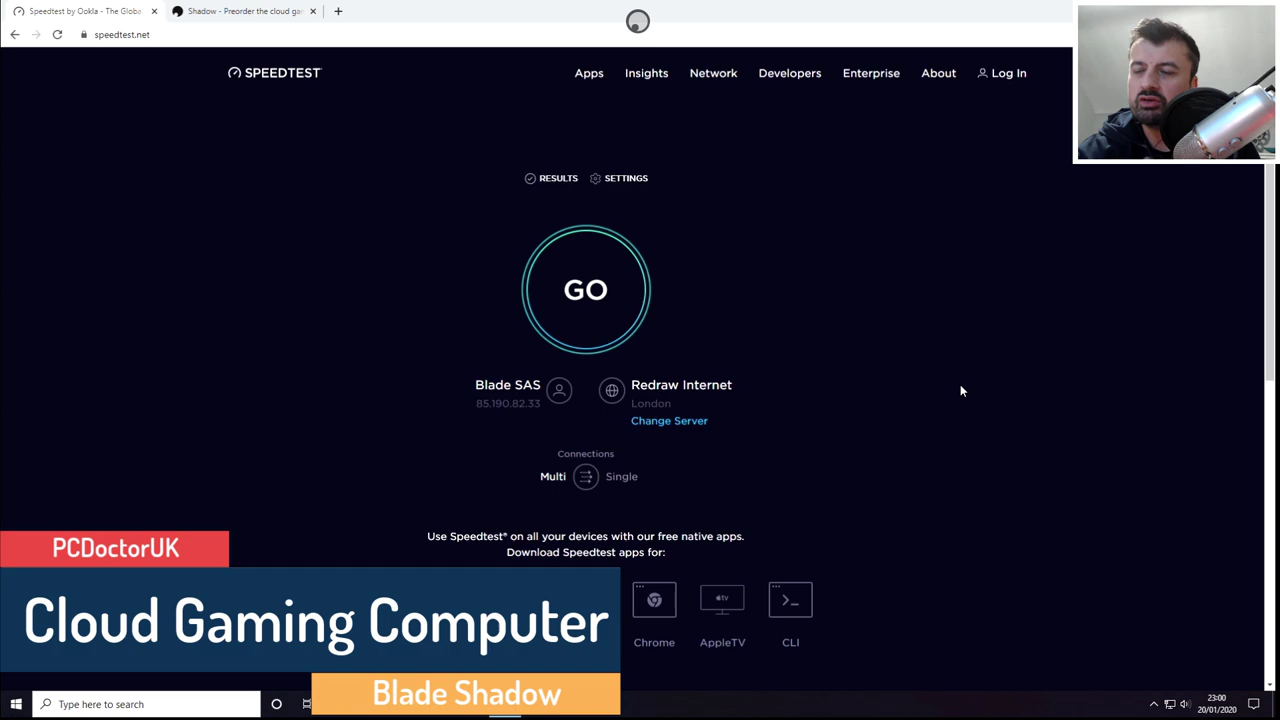 Speedtest by Ookla - The Globa
Shadow - Preorder the cloud gam
speedtest.net
SPEEDTEST
Apps
Insights
Network
Developers
Enterprise
About
Log In
RESULTS
SETTINGS
GO
Blade SAS
85.190.82.33
Redraw Internet
London
Change Server
Connections
Multi
Single
Use Speedtest® on all your devices with our free native apps.
Download Speedtest apps for:
tv
Chrome
AppleTV
CLI
PCDoctorUK
Cloud Gaming Computer
Blade Shadow
Type here to search
23:00
20/01/2020